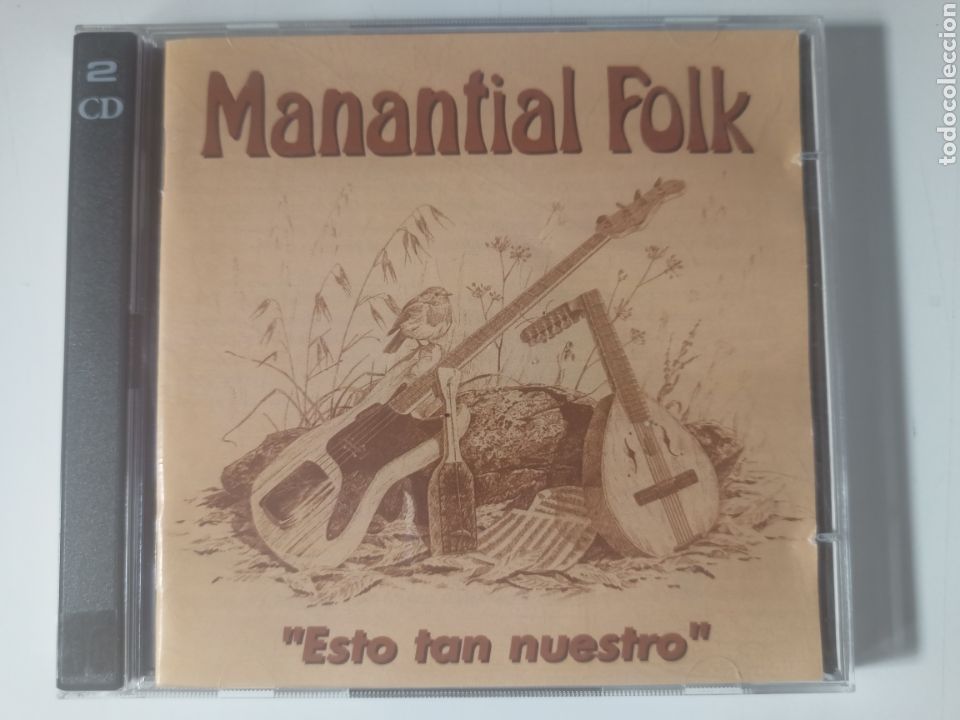 2
CD
Manantial Folk
"Esto tan nuestro"
todocoleccion